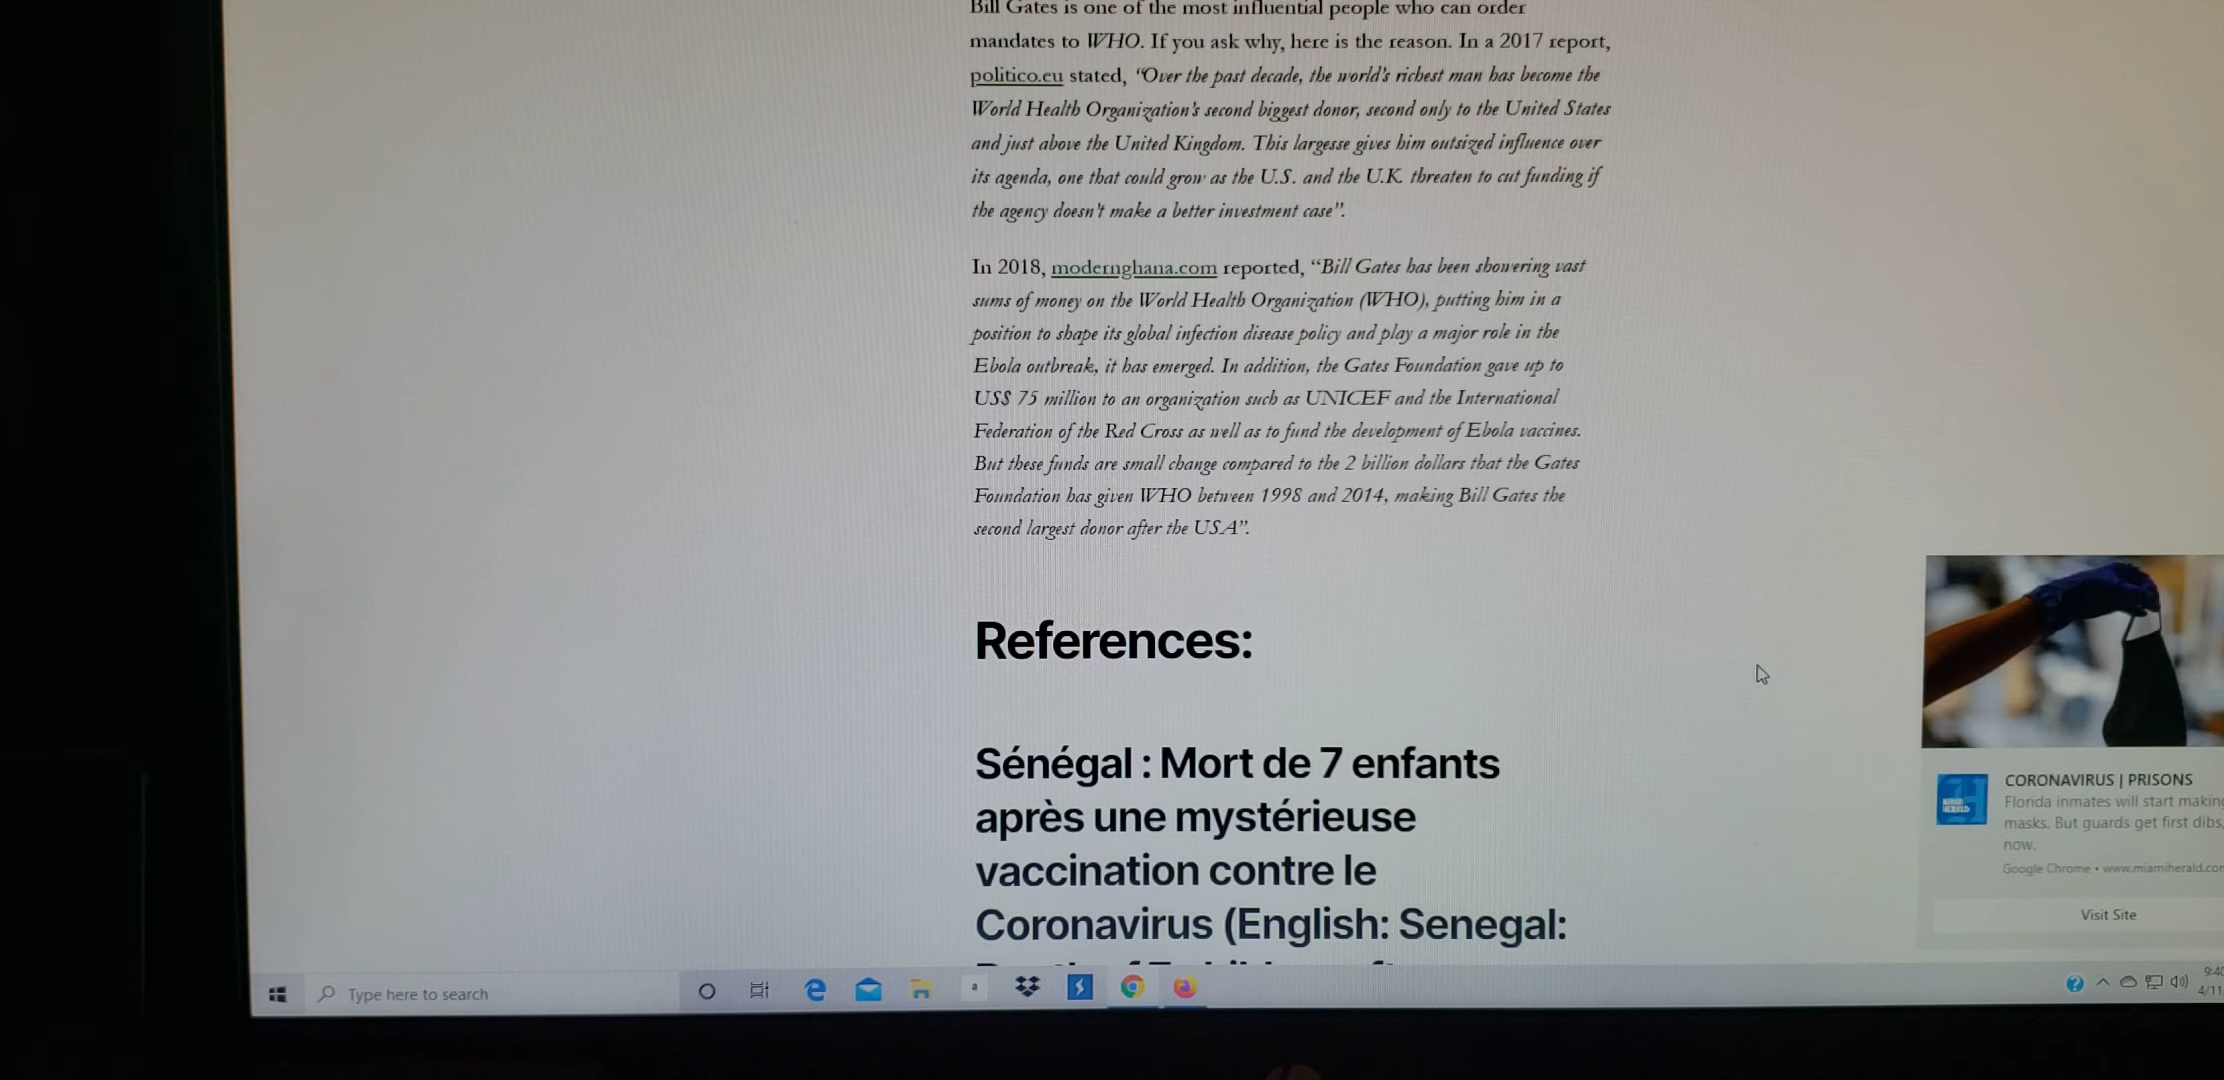 Bill Gates is one of the most influential people who can order
mandates to WHO. If you ask why, here is the reason. In a 2017 report,
politico.eu stated, “Over the past decade, the world's richest man has become the
World Health Organization's second biggest donor, second only to the United States
and just above the United Kingdom. This largesse gives him outsized influence over
its agenda, one that could grow as the U.S. and the U.K. threaten to cut funding if
the agency doesn't make a better investment case”.
In 2018, modernghana.com reported, “Bill Gates has been showering vast
sums of money on the World Health Organization (WHO), putting him in a
position to shape its global infection disease policy and play a major role in the
Ebola outbreak, it has emerged. In addition, the Gates Foundation gave up to
US$ 75 million to an organization such as UNICEF and the International
Federation of the Red Cross as well as to fund the development of Ebola vaccines.
But these funds are small change compared to the 2 billion dollars that the Gates
Foundation has given WHO between 1998 and 2014, making Bill Gates the
second largest donor after the USA”.
References:
Sénégal : Mort de 7 enfants
après une mystérieuse
vaccination contre le
Coronavirus (English: Senegal:
CORONAVIRUS | PRISONS
Florida inmates will start making
masks. But guards get first dibs,
now.
Google Chrome • www.miamiherald.com
Visit Site
Type here to search
9:40
4/11